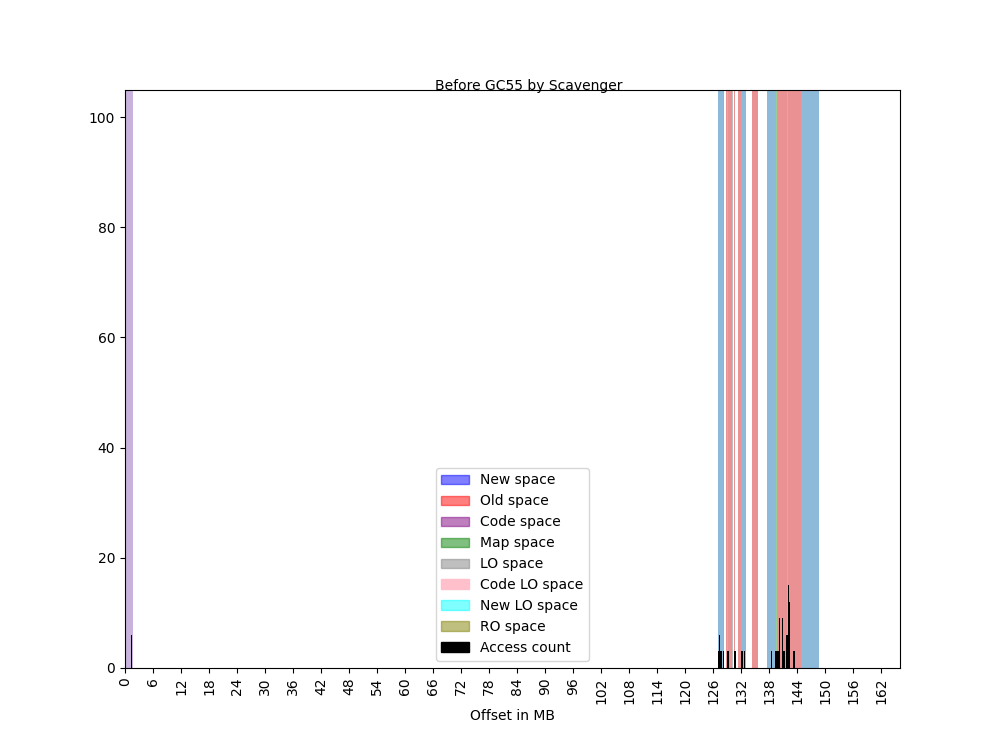 Before GC55 by Scavenger
100
80
60
40
20
0
New space
Old space
Code space
Map space
LO space
Code LO space
New LO space
RO space
Access count
0 6 12 18 24 30 36 42 48 54 60 66 72 78 84 90 96 102 108 114 120 126 132 138 144 150 156 162
Offset in MB